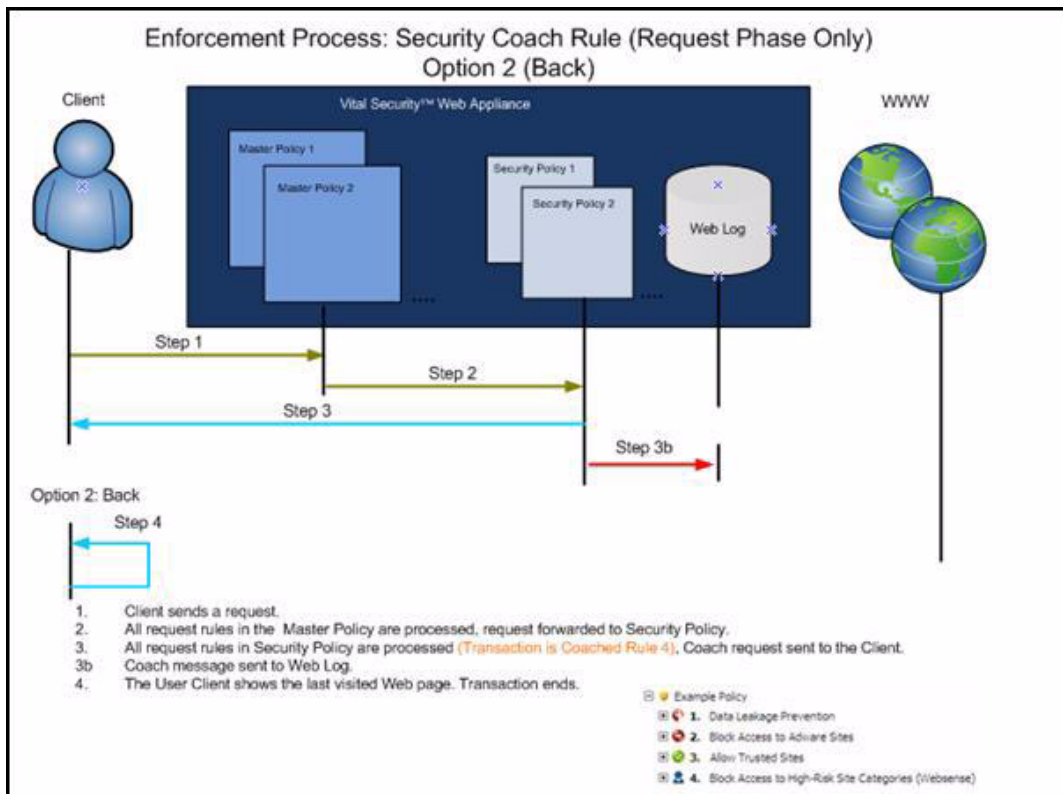 Enforcement Process: Security Coach Rule (Request Phase Only)
Option 2 (Back)
Client
Vital Security™ Web Appliance
WWW
Master Policy 1
Master Policy 2
....
Security Policy 1
Security Policy 2
....
Web Log
Step 1
Step 2
Step 3
Step 3b
Option 2: Back
Step 4
1. Client sends a request.
2. All request rules in the Master Policy are processed, request forwarded to Security Policy.
3. All request rules in Security Policy are processed (Transaction is Coached Rule 4), Coach request sent to the Client.
3b Coach message sent to Web Log.
4. The User Client shows the last visited Web page. Transaction ends.
Example Policy
1. Data Leakage Prevention
2. Block Access to Adware Sites
3. Allow Trusted Sites
4. Block Access to High-Risk Site Categories (Websense)